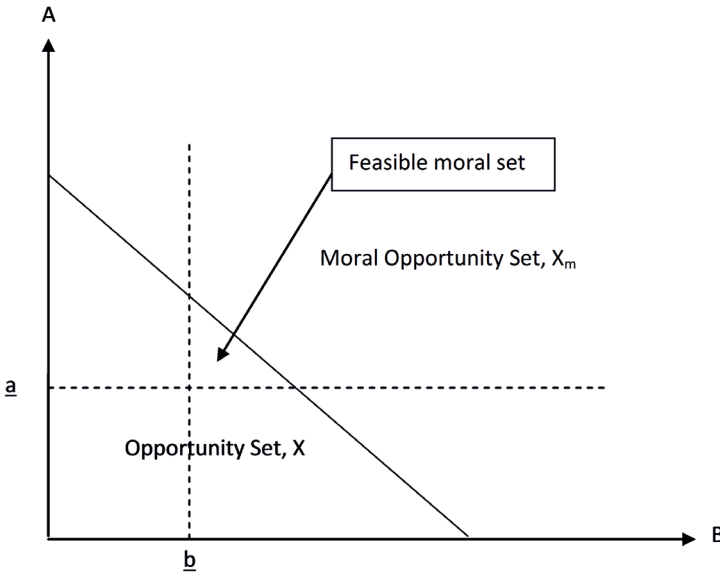 A
Feasible moral set
Moral Opportunity Set, Xm
a
Opportunity Set, X
B
b